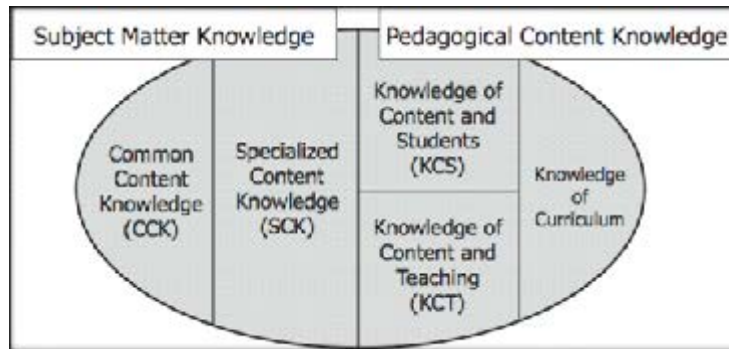 Subject Matter Knowledge
Pedagogical Content Knowledge
Common
Content
Knowledge
(CCK)
Specialized
Content
Knowledge
(SCK)
Knowledge of
Content and
Students
(KCS)
Knowledge of
Content and
Teaching
(KCT)
Knowledge
of
Curriculum